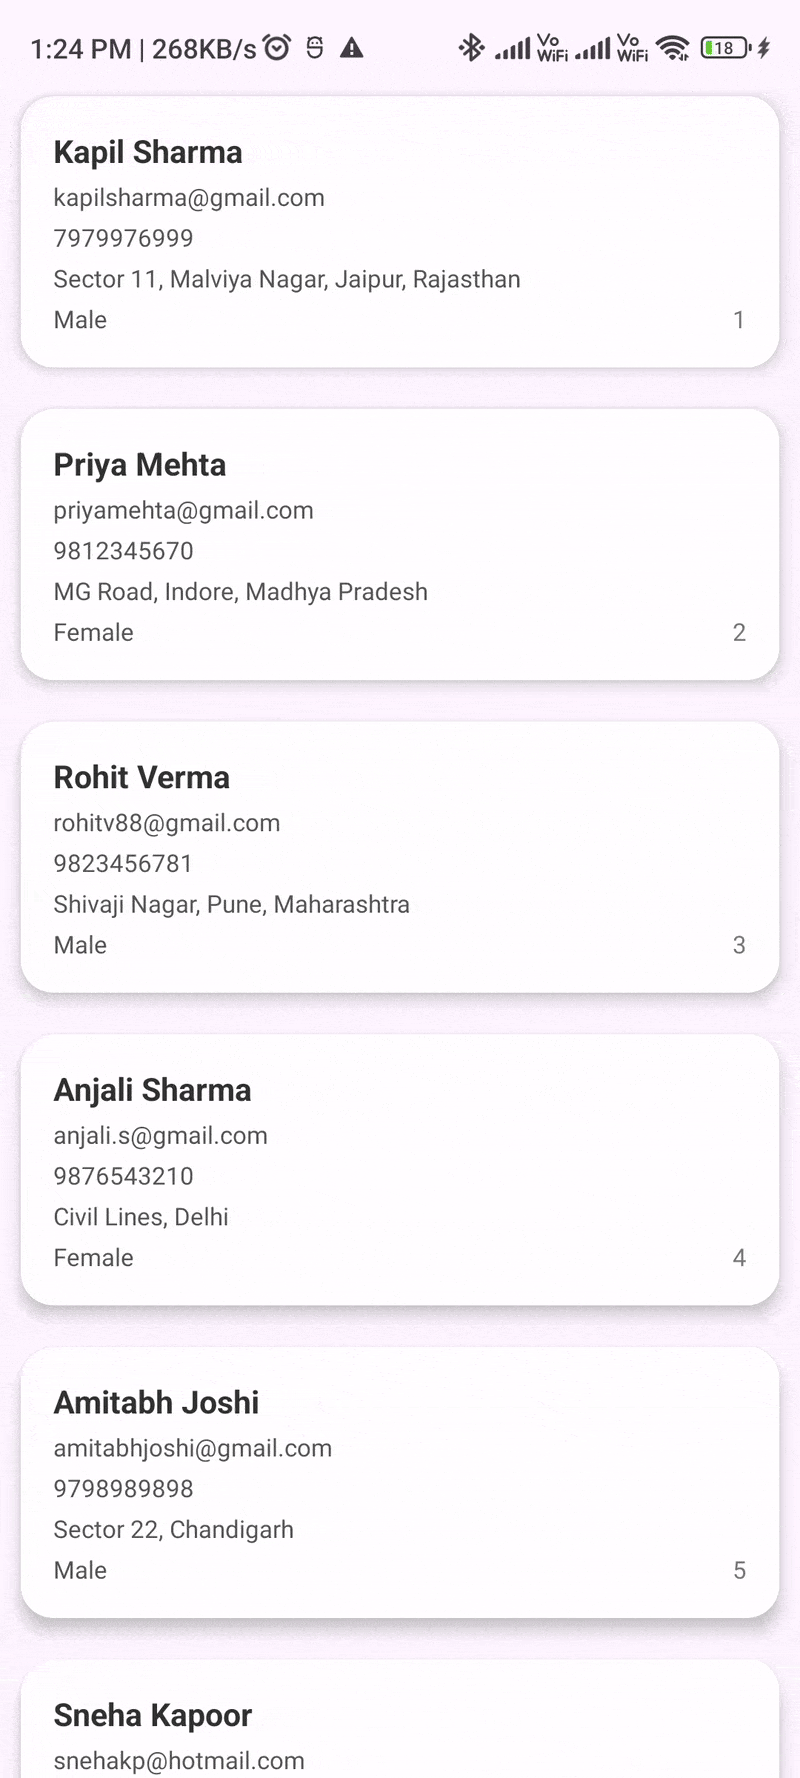 1:24 PM | 268KB/s Vo WiFi Vo WiFi 18
Kapil Sharma
kapilsharma@gmail.com
7979976999
Sector 11, Malviya Nagar, Jaipur, Rajasthan
Male 1
Priya Mehta
priyamehta@gmail.com
9812345670
MG Road, Indore, Madhya Pradesh
Female 2
Rohit Verma
rohitv88@gmail.com
9823456781
Shivaji Nagar, Pune, Maharashtra
Male 3
Anjali Sharma
anjali.s@gmail.com
9876543210
Civil Lines, Delhi
Female 4
Amitabh Joshi
amitabhjoshi@gmail.com
9798989898
Sector 22, Chandigarh
Male 5
Sneha Kapoor
snehakp@hotmail.com